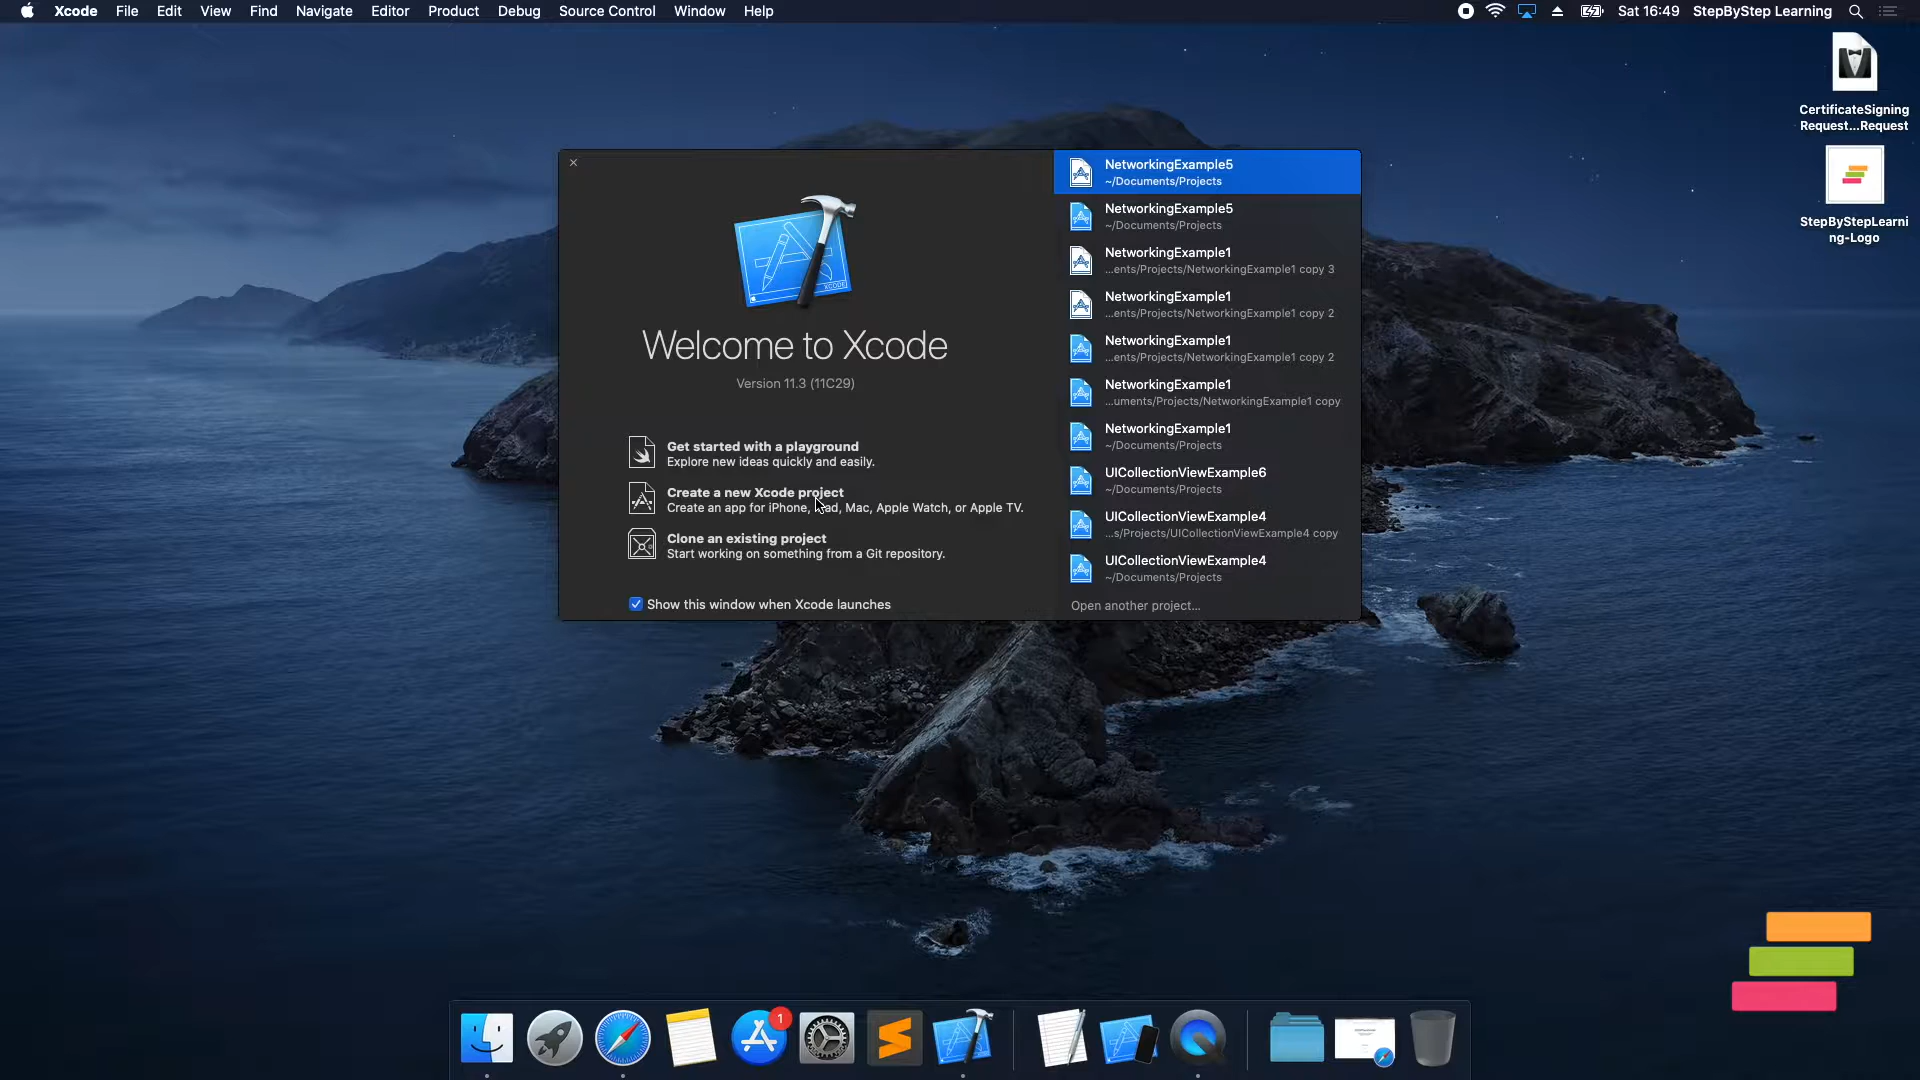 Xcode File Edit View Find Navigate Editor Product Debug Source Control Window Help
Sat 16:49 StepByStep Learning
CertificateSigning
Request...Request
StepByStepLearni
ng-Logo
XCODE
Welcome to Xcode
Version 11.3 (11C29)
Get started with a playground
Explore new ideas quickly and easily.
Create a new Xcode project
Create an app for iPhone, iPad, Mac, Apple Watch, or Apple TV.
Clone an existing project
Start working on something from a Git repository.
Show this window when Xcode launches
NetworkingExample5
~/Documents/Projects
NetworkingExample5
~/Documents/Projects
NetworkingExample1
...ents/Projects/NetworkingExample1 copy 3
NetworkingExample1
...ents/Projects/NetworkingExample1 copy 2
NetworkingExample1
...ents/Projects/NetworkingExample1 copy 2
NetworkingExample1
...uments/Projects/NetworkingExample1 copy
NetworkingExample1
~/Documents/Projects
UICollectionViewExample6
~/Documents/Projects
UICollectionViewExample4
...s/Projects/UICollectionViewExample4 copy
UICollectionViewExample4
~/Documents/Projects
Open another project...
1